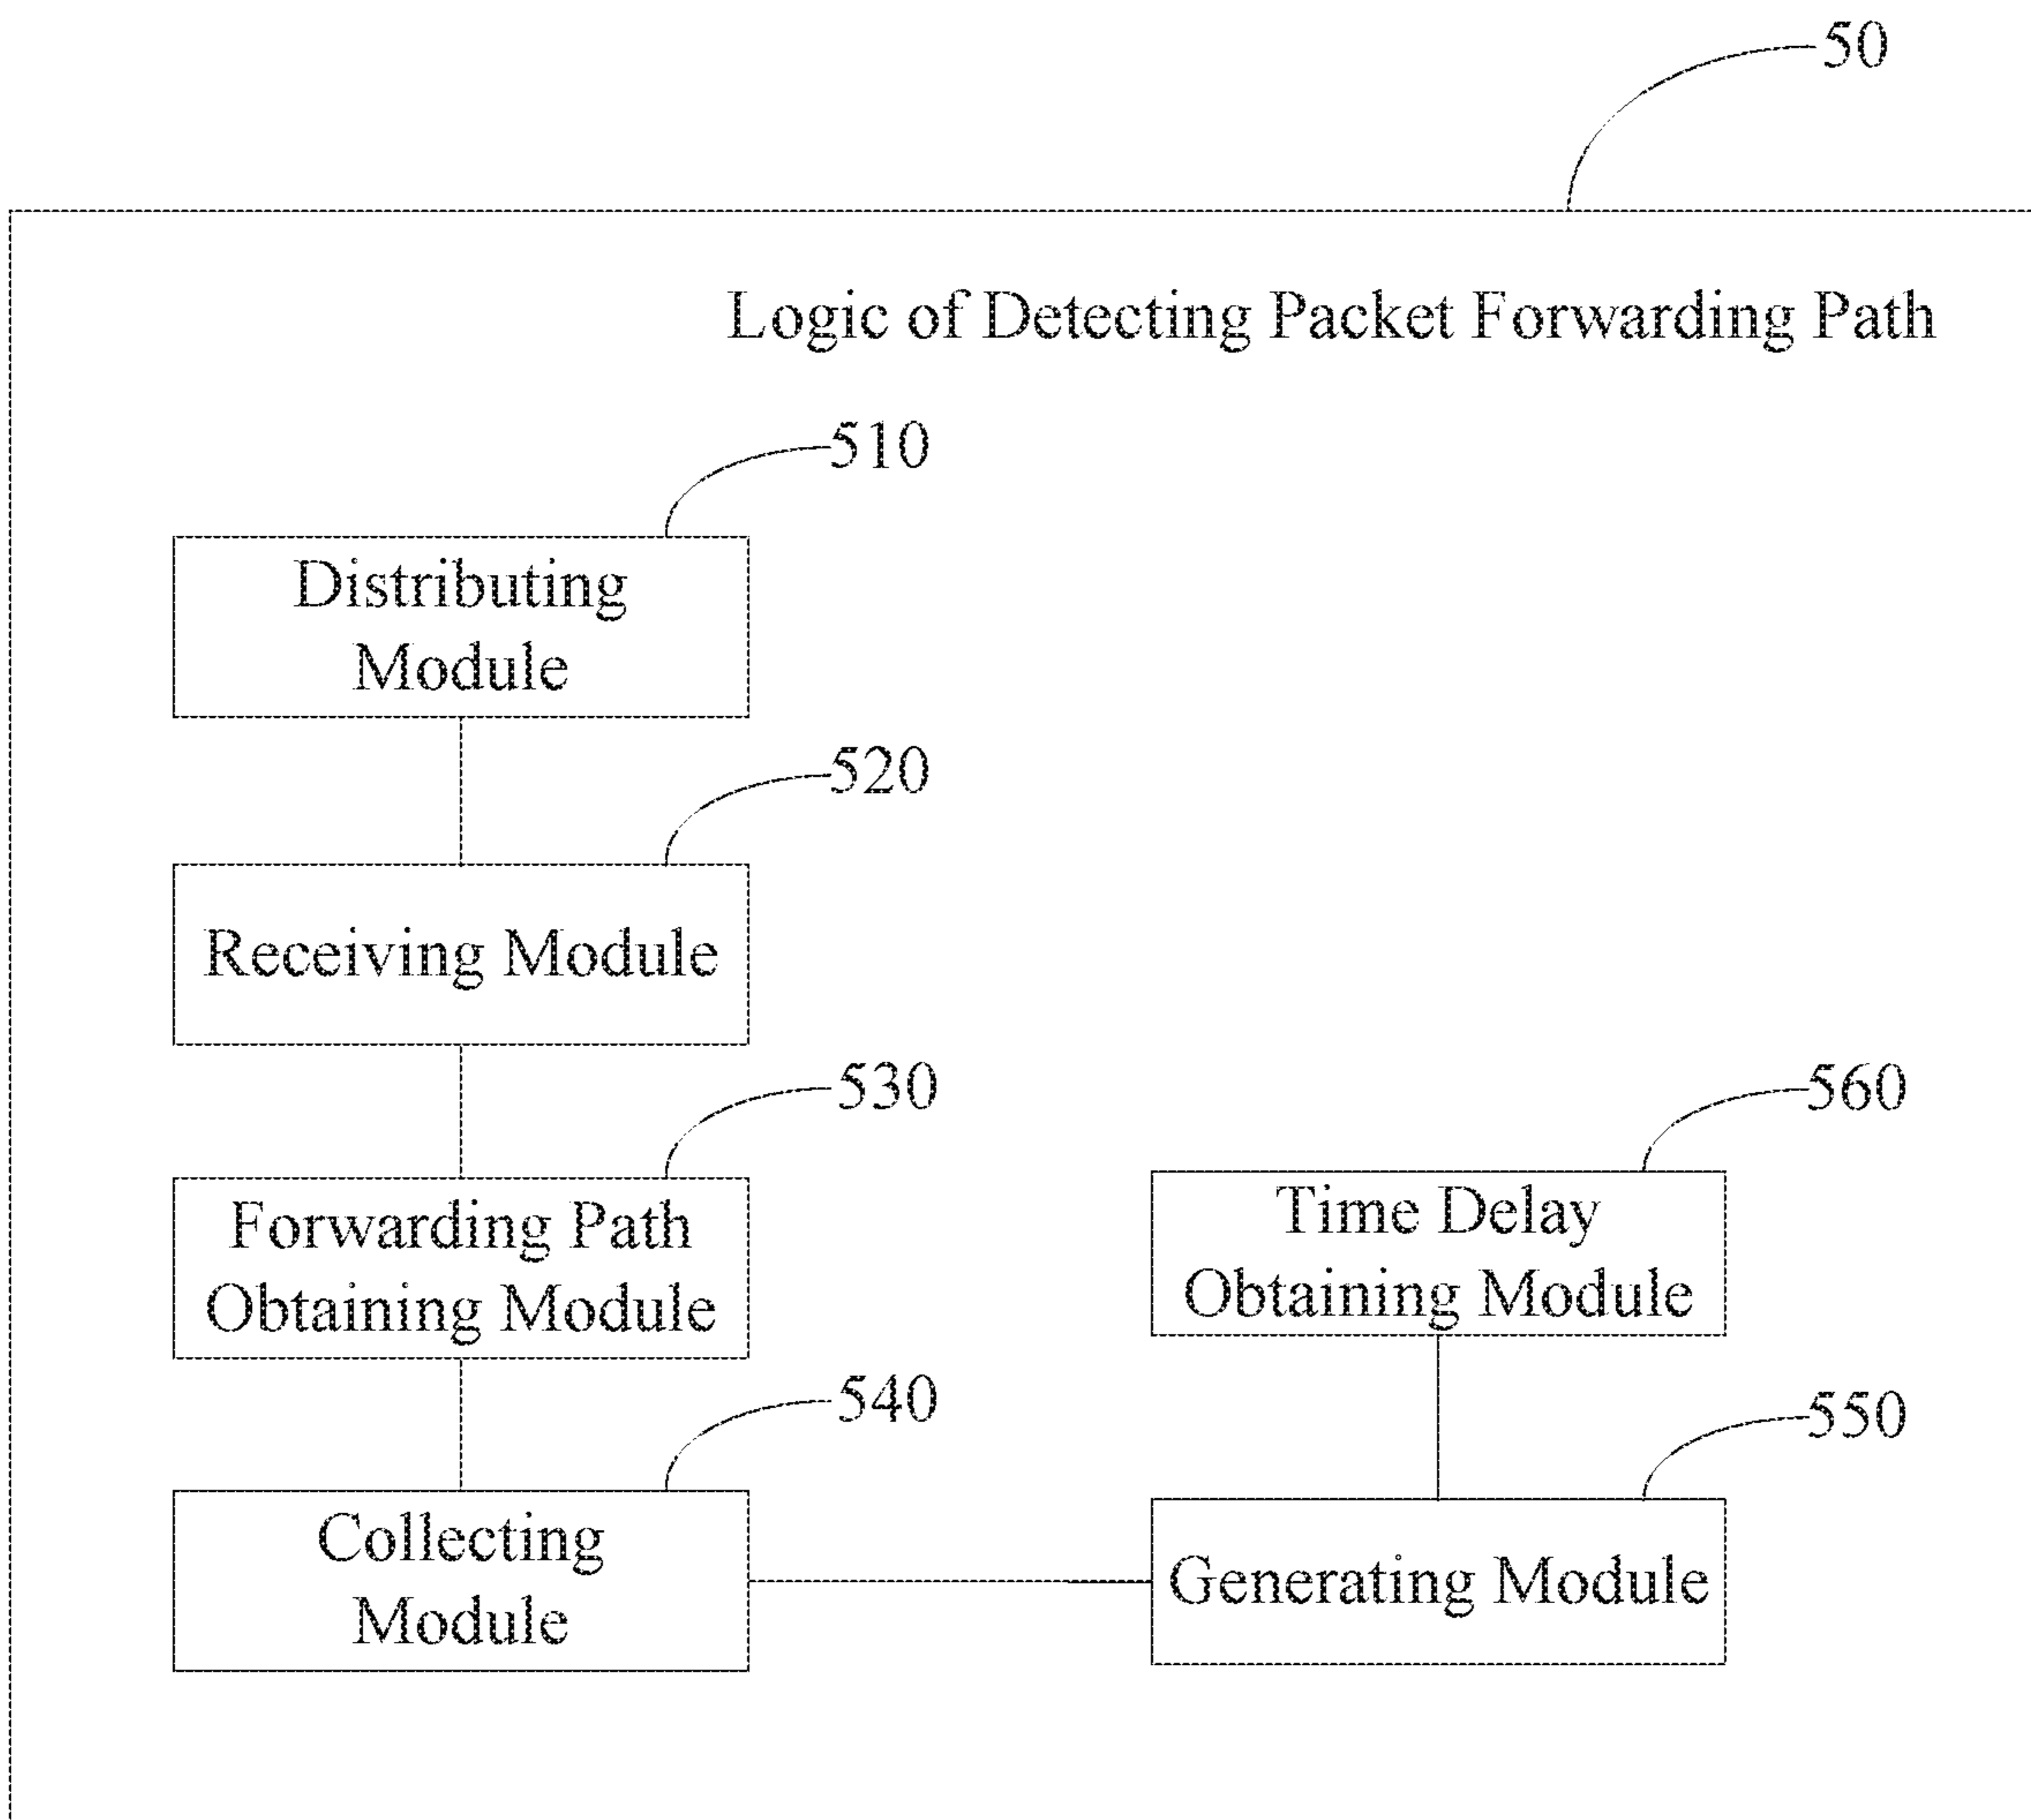 50
Logic of Detecting Packet Forwarding Path
510
Distributing
Module
520
Receiving Module
530
Forwarding Path
Obtaining Module
540
Collecting
Module
560
Time Delay
Obtaining Module
550
Generating Module